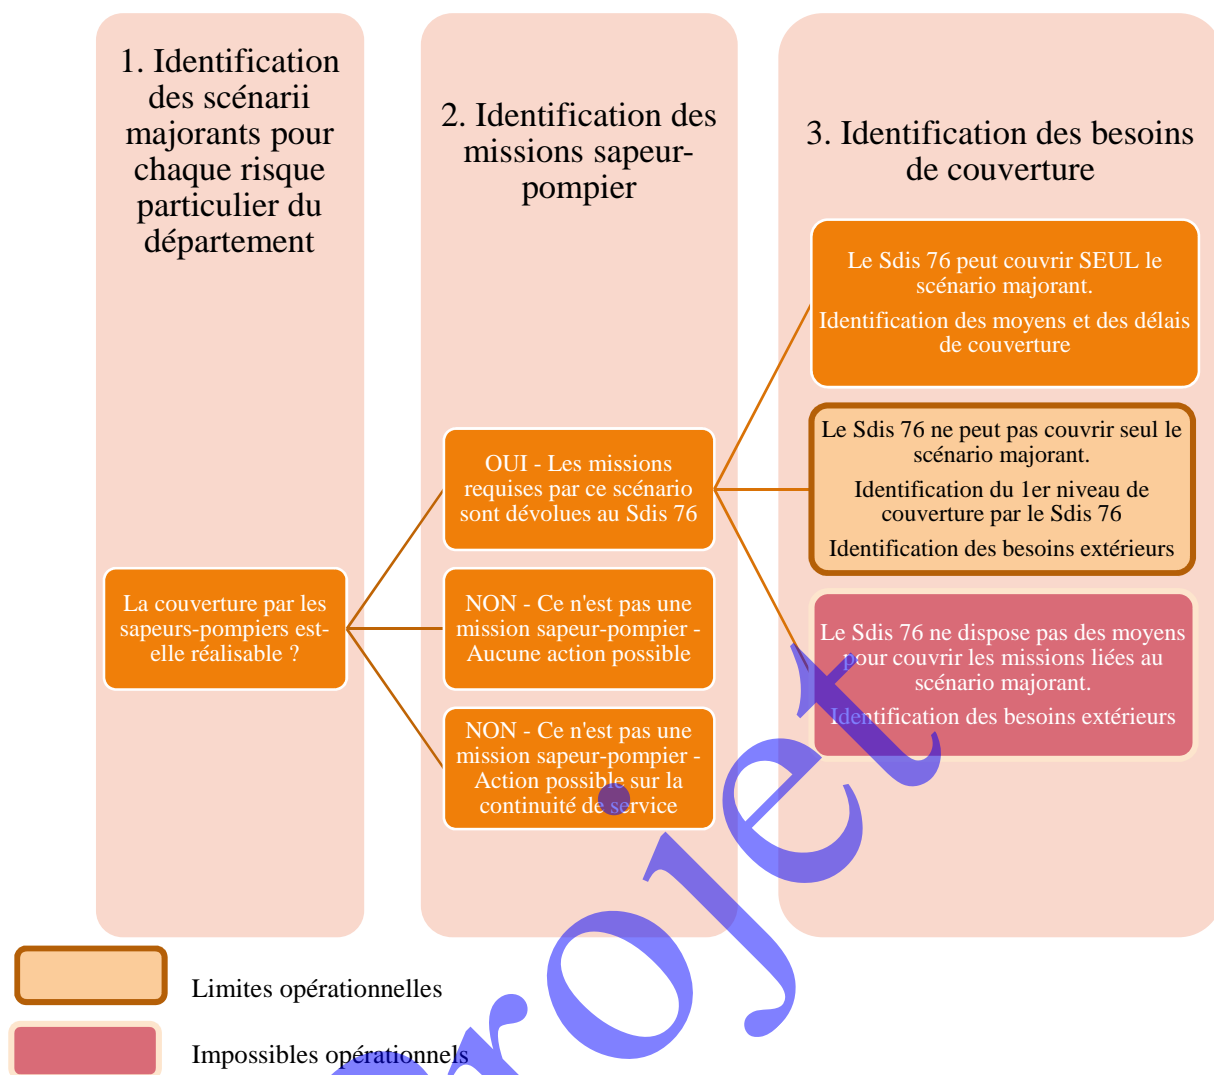 1. Identification
des scénarii
majorants pour
chaque risque
particulier du
département
2. Identification des
missions sapeur-
pompier
3. Identification des besoins
de couverture
La couverture par les
sapeurs-pompiers est-
elle réalisable ?
OUI - Les missions
requises par ce scénario
sont dévolues au Sdis 76
NON - Ce n'est pas une
mission sapeur-pompier -
Aucune action possible
NON - Ce n'est pas une
mission sapeur-pompier -
Action possible sur la
continuité de service
Le Sdis 76 peut couvrir SEUL le
scénario majorant.
Identification des moyens et des délais
de couverture
Le Sdis 76 ne peut pas couvrir seul le
scénario majorant.
Identification du 1er niveau de
couverture par le Sdis 76
Identification des besoins extérieurs
Le Sdis 76 ne dispose pas des moyens
pour couvrir les missions liées au
scénario majorant.
Identification des besoins extérieurs
Limites opérationnelles
Impossibles opérationnels
rojet